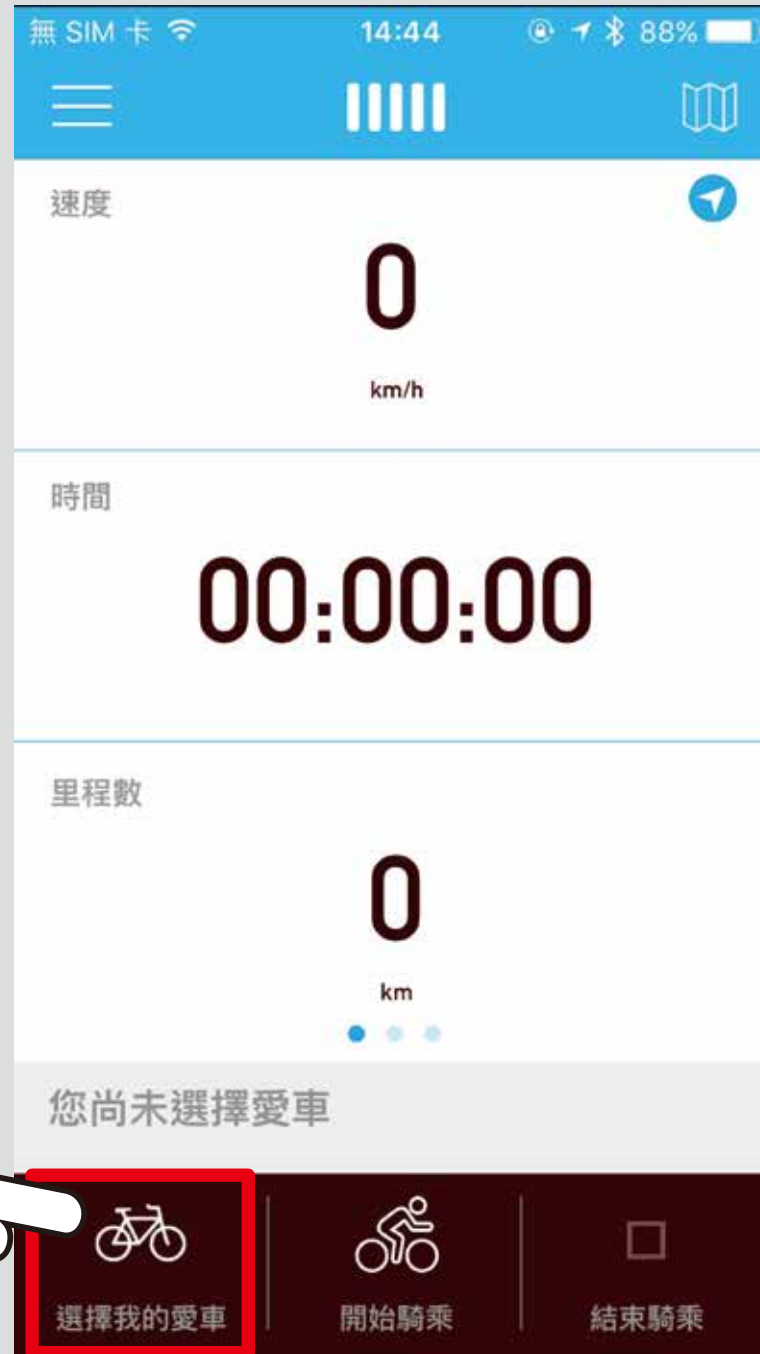 無 SIM 卡 14:44 88%
速度
0
km/h
時間
00:00:00
里程數
0
km
您尚未選擇愛車
選擇我的愛車 開始騎乘 結束騎乘